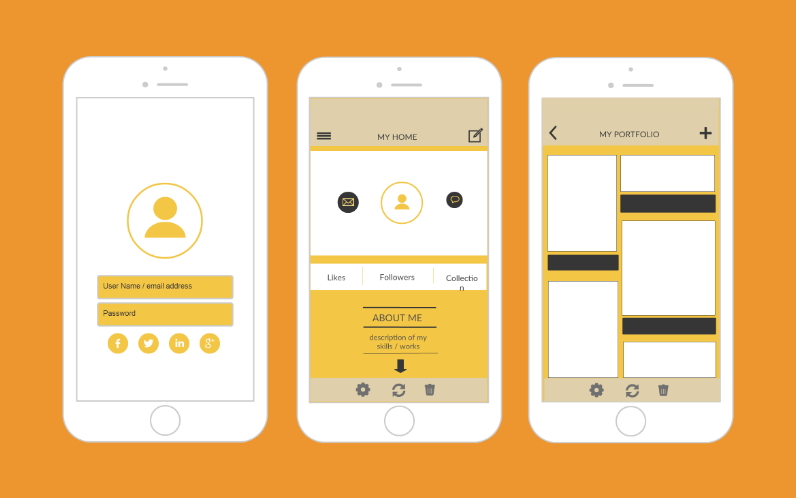 User Name / email address
Password
MY HOME
Likes
Followers
Collectio
n
ABOUT ME
description of my
skills / works
MY PORTFOLIO